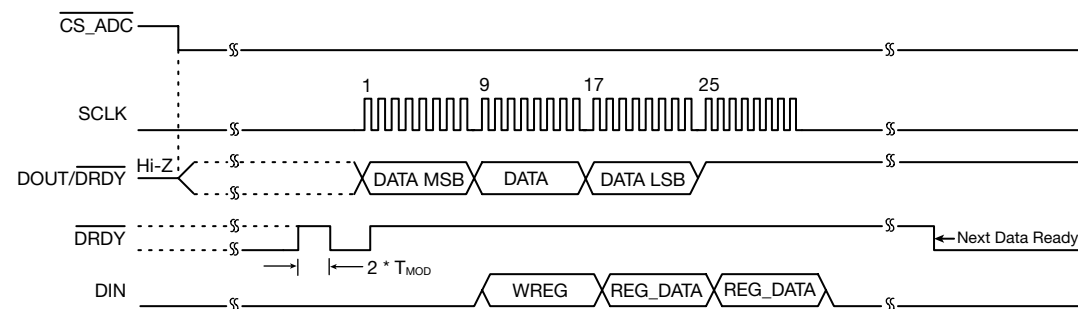 CS_ADC
1 9 17 25
SCLK
Hi-Z
DOUT/DRDY
DATA MSB DATA DATA LSB
DRDY
Next Data Ready
2 * TMOD
DIN
WREG REG_DATA REG_DATA